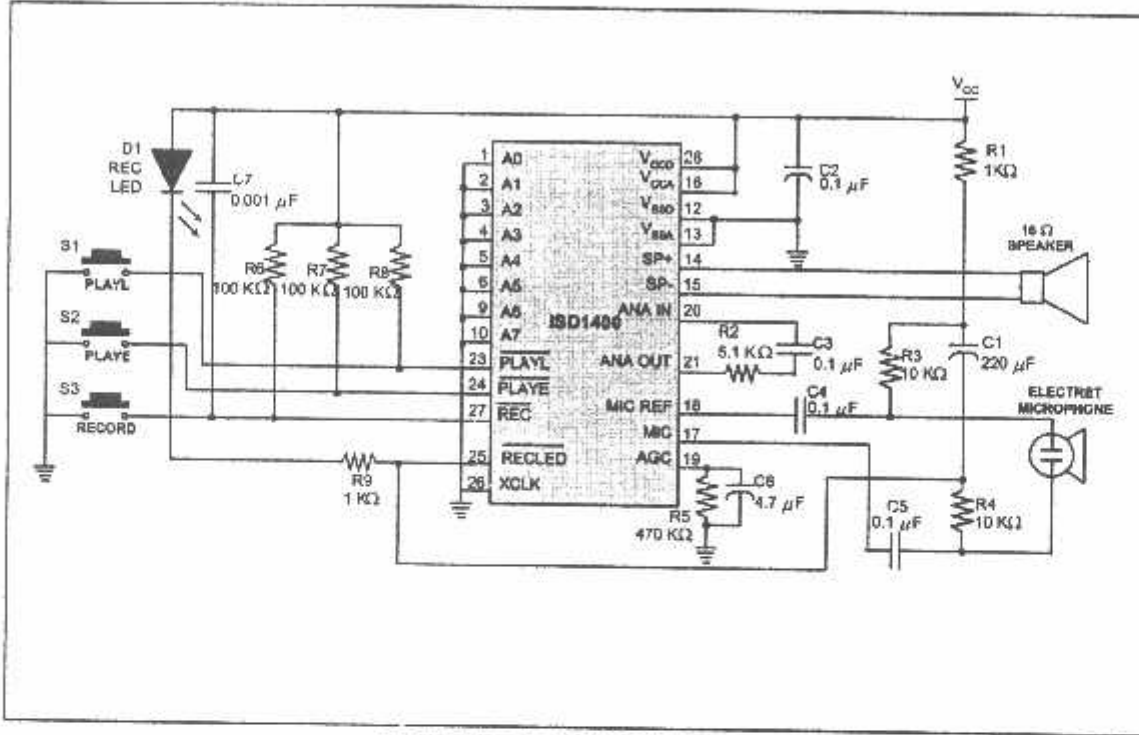 V_CC
D1
REC
LED
C7
0.001 µF
S1
PLAYL
S2
PLAYE
S3
RECORD
R6
100 KΩ
R7
100 KΩ
R8
100 KΩ
R9
1 KΩ
1 A0
2 A1
3 A2
4 A3
5 A4
6 A5
9 A6
10 A7
23 PLAYL
24 PLAYE
27 REC
25 RECLED
26 XCLK
V_CCD 28
V_CCA 16
V_SSD 12
V_SSA 13
SP+ 14
SP- 15
ANA IN 20
ANA OUT 21
MIC REF 18
MIC 17
AGC 19
C2
0.1 µF
R1
1KΩ
16 Ω
SPEAKER
R2
5.1 KΩ
C3
0.1 µF
R3
10 KΩ
C1
220 µF
C4
0.1 µF
ELECTRET
MICROPHONE
R5
470 KΩ
C6
4.7 µF
C5
0.1 µF
R4
10 KΩ